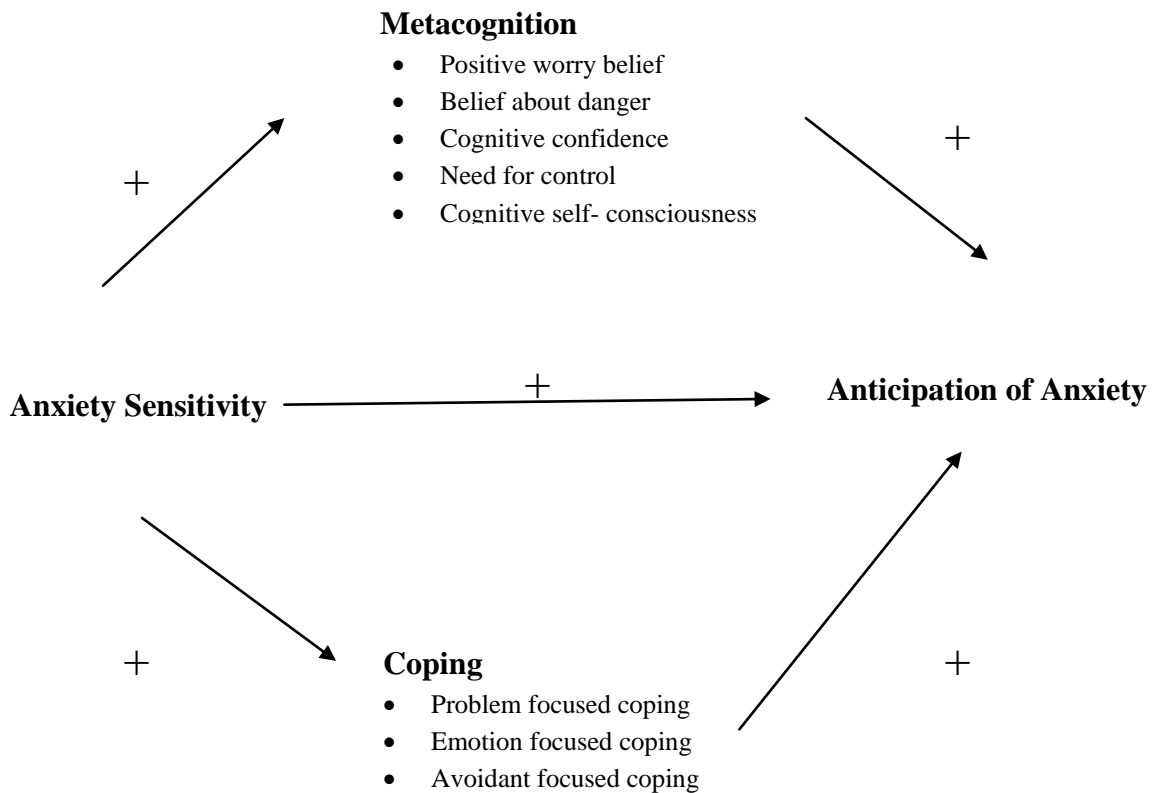 Metacognition
• Positive worry belief
• Belief about danger
• Cognitive confidence
• Need for control
• Cognitive self- consciousness
+
+
Anxiety Sensitivity
+
Anticipation of Anxiety
+
+
Coping
• Problem focused coping
• Emotion focused coping
• Avoidant focused coping